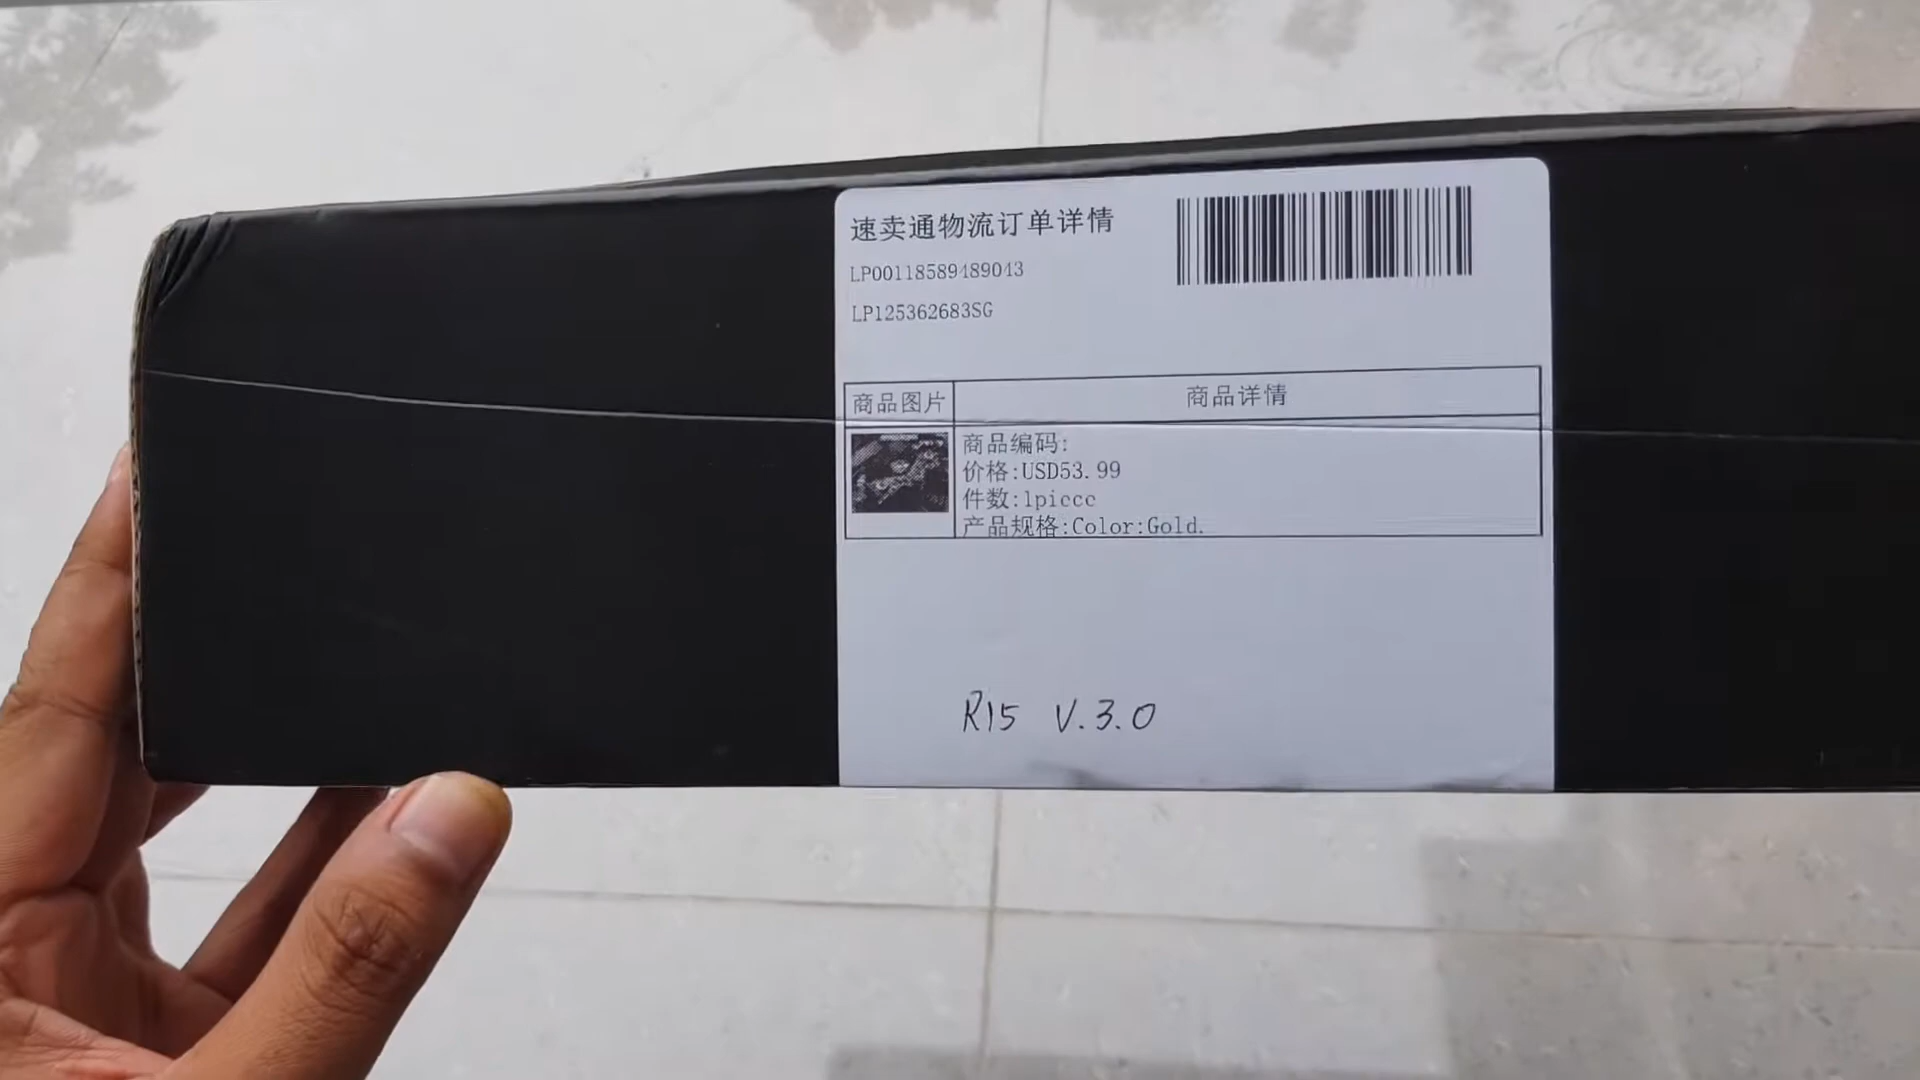 速卖通物流订单详情
LP00118589489043
LP125362683SG
商品图片 商品详情
商品编码:
价格:USD53.99
件数:1piece
产品规格:Color:Gold.
R15 V.3.0